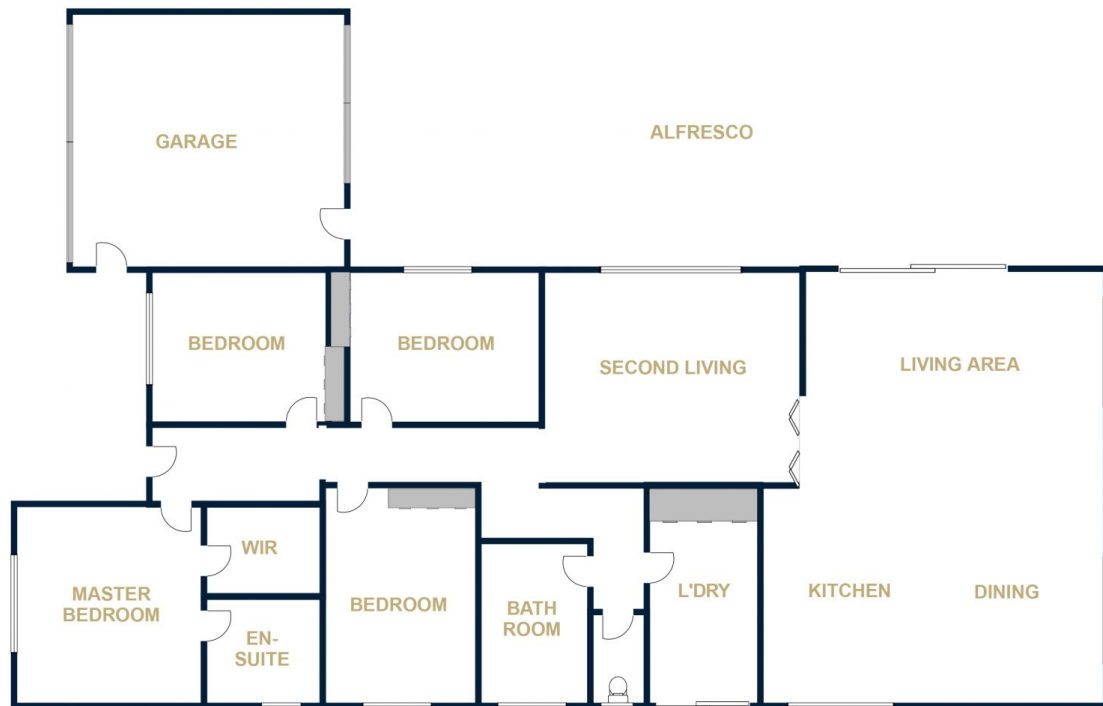 GARAGE
ALFRESCO
BEDROOM
BEDROOM
SECOND LIVING
LIVING AREA
WIR
MASTER
BEDROOM
BEDROOM
BATH
ROOM
L'DRY
KITCHEN
DINING
EN-
SUITE